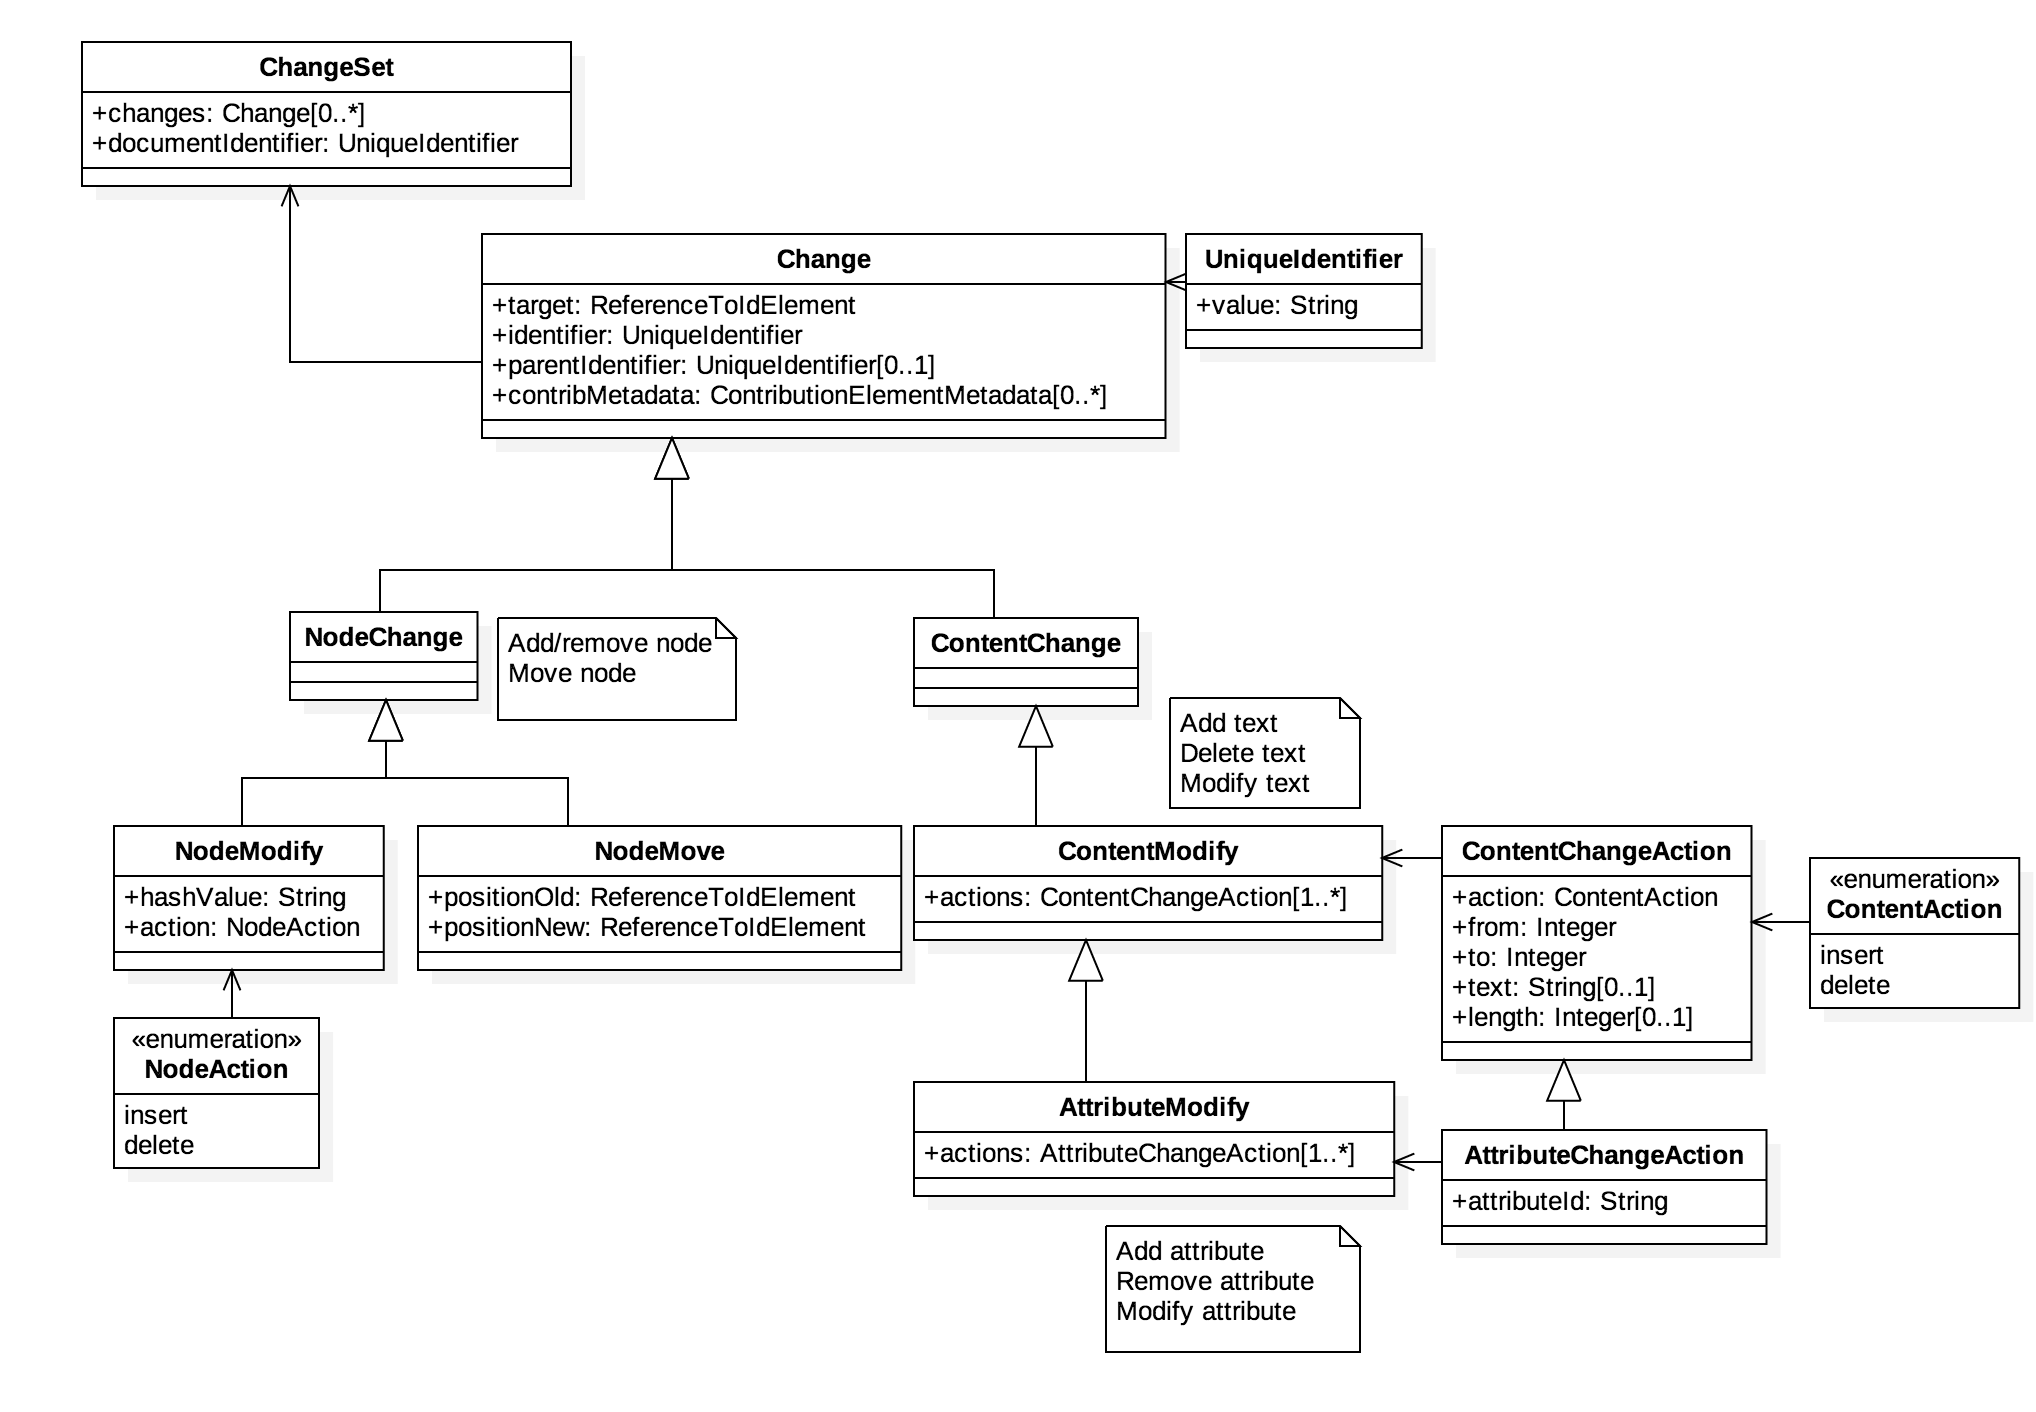 ChangeSet
+changes: Change[0..*]
+documentIdentifier: UniqueIdentifier
Change
+target: ReferenceToIdElement
+identifier: UniqueIdentifier
+parentIdentifier: UniqueIdentifier[0..1]
+contribMetadata: ContributionElementMetadata[0..*]
UniqueIdentifier
+value: String
NodeChange
Add/remove node
Move node
ContentChange
Add text
Delete text
Modify text
NodeModify
+hashValue: String
+action: NodeAction
NodeMove
+positionOld: ReferenceToIdElement
+positionNew: ReferenceToIdElement
ContentModify
+actions: ContentChangeAction[1..*]
ContentChangeAction
+action: ContentAction
+from: Integer
+to: Integer
+text: String[0..1]
+length: Integer[0..1]
«enumeration»
ContentAction
insert
delete
«enumeration»
NodeAction
insert
delete
AttributeModify
+actions: AttributeChangeAction[1..*]
AttributeChangeAction
+attributeId: String
Add attribute
Remove attribute
Modify attribute